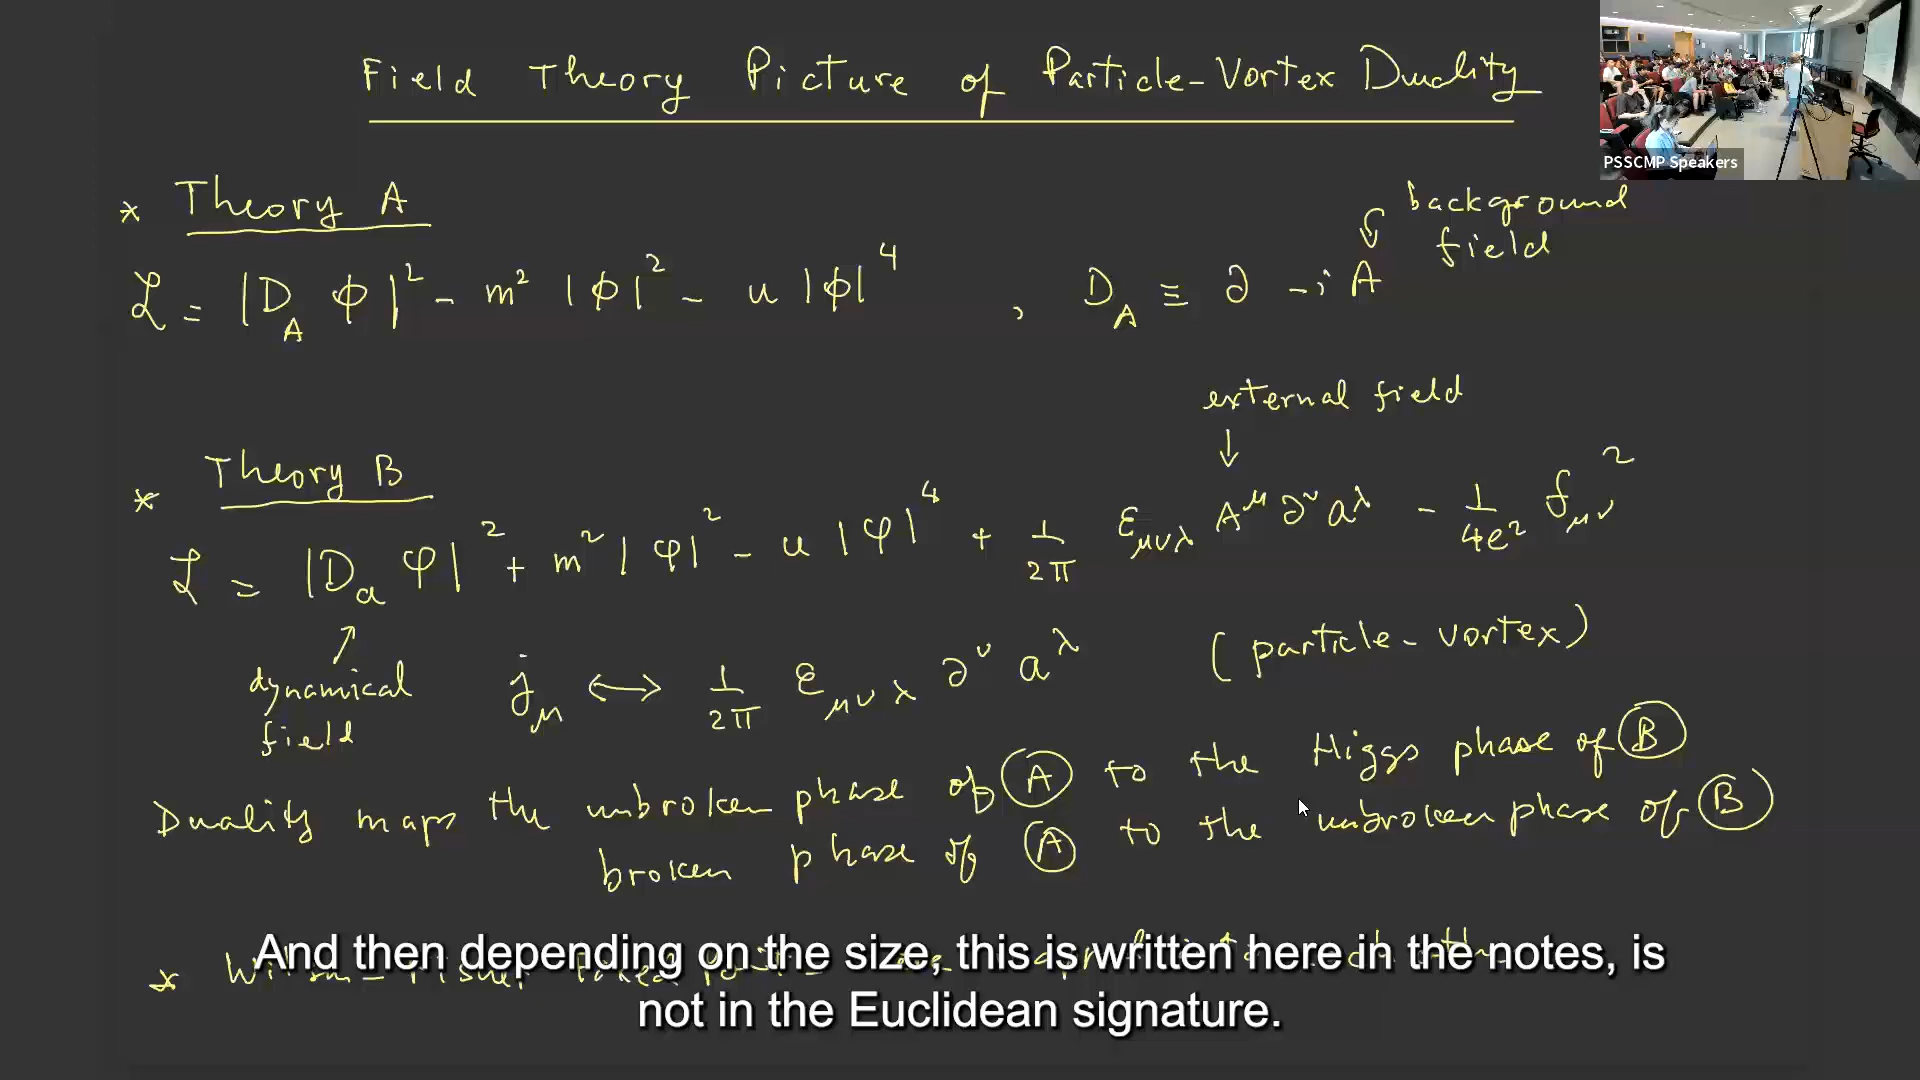 Field Theory Picture of Particle-Vortex Duality
PSSCMP Speakers
* Theory A
background
field
ℒ = |D_A ϕ|² - m² |ϕ|² - u |ϕ|⁴ , D_A ≡ ∂ - i A
external field
* Theory B
ℒ = |D_a φ|² + m² |φ|² - u |φ|⁴ + 1/2π ε_μνλ A^μ ∂^ν a^λ - 1/4e² f_μν²
dynamical
field
j_μ ↔ 1/2π ε_μνλ ∂^ν a^λ (particle-vortex)
Duality maps the unbroken phase of Ⓐ to the Higgs phase of Ⓑ
broken phase of Ⓐ to the unbroken phase of Ⓑ
* Wilson-Fisher fixed
And then depending on the size, this is written here in the notes, is
not in the Euclidean signature.